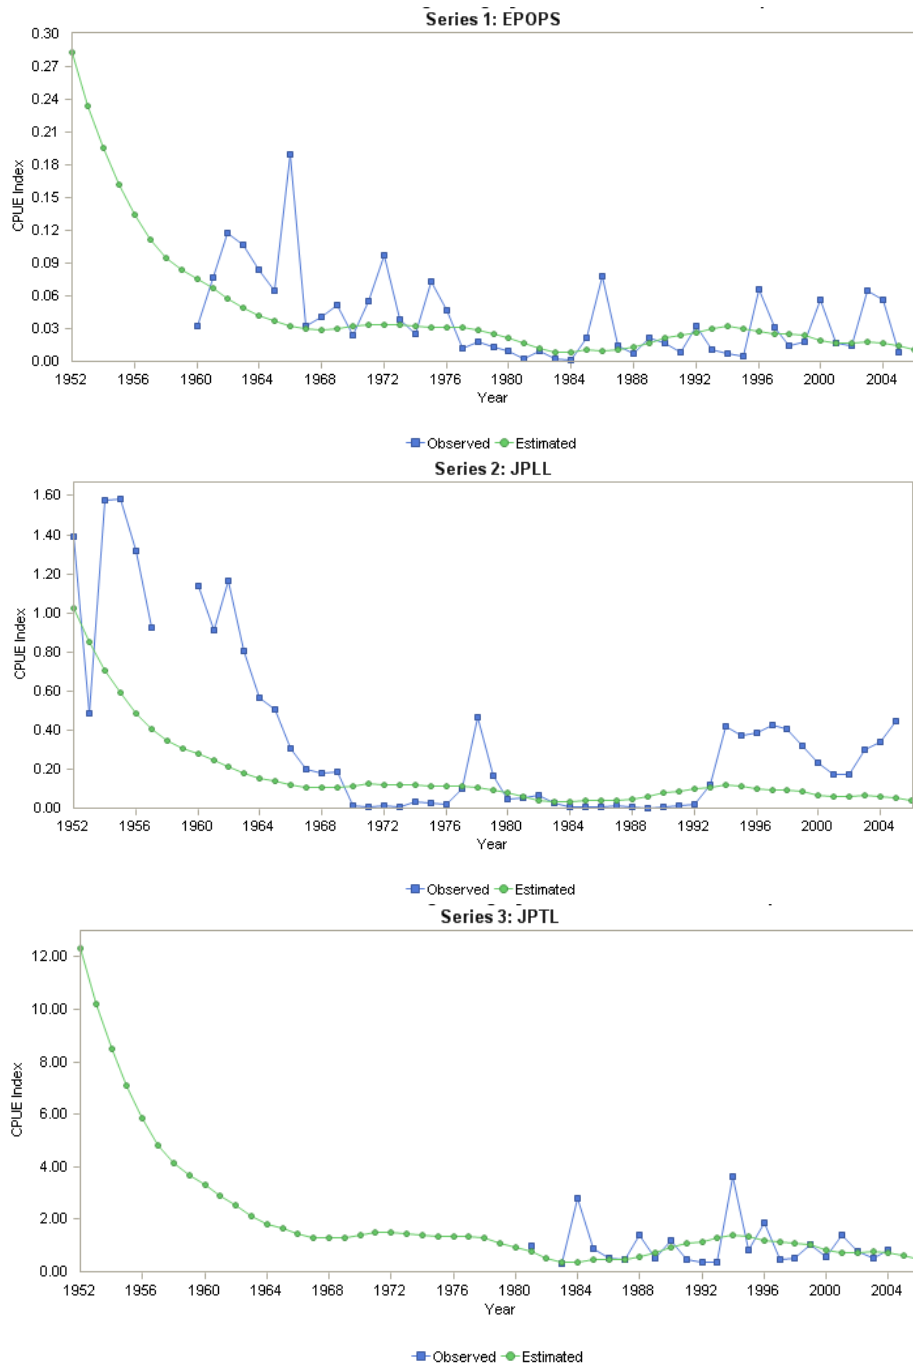 Series 1: EPOPS
0.30
0.27
0.24
0.21
0.18
0.15
0.12
0.09
0.06
0.03
0.00
CPUE Index
1952 1956 1960 1964 1968 1972 1976 1980 1984 1988 1992 1996 2000 2004
Year
Observed Estimated
Series 2: JPLL
1.60
1.40
1.20
1.00
0.80
0.60
0.40
0.20
0.00
CPUE Index
1952 1956 1960 1964 1968 1972 1976 1980 1984 1988 1992 1996 2000 2004
Year
Observed Estimated
Series 3: JPTL
12.00
10.00
8.00
6.00
4.00
2.00
0.00
CPUE Index
1952 1956 1960 1964 1968 1972 1976 1980 1984 1988 1992 1996 2000 2004
Year
Observed Estimated